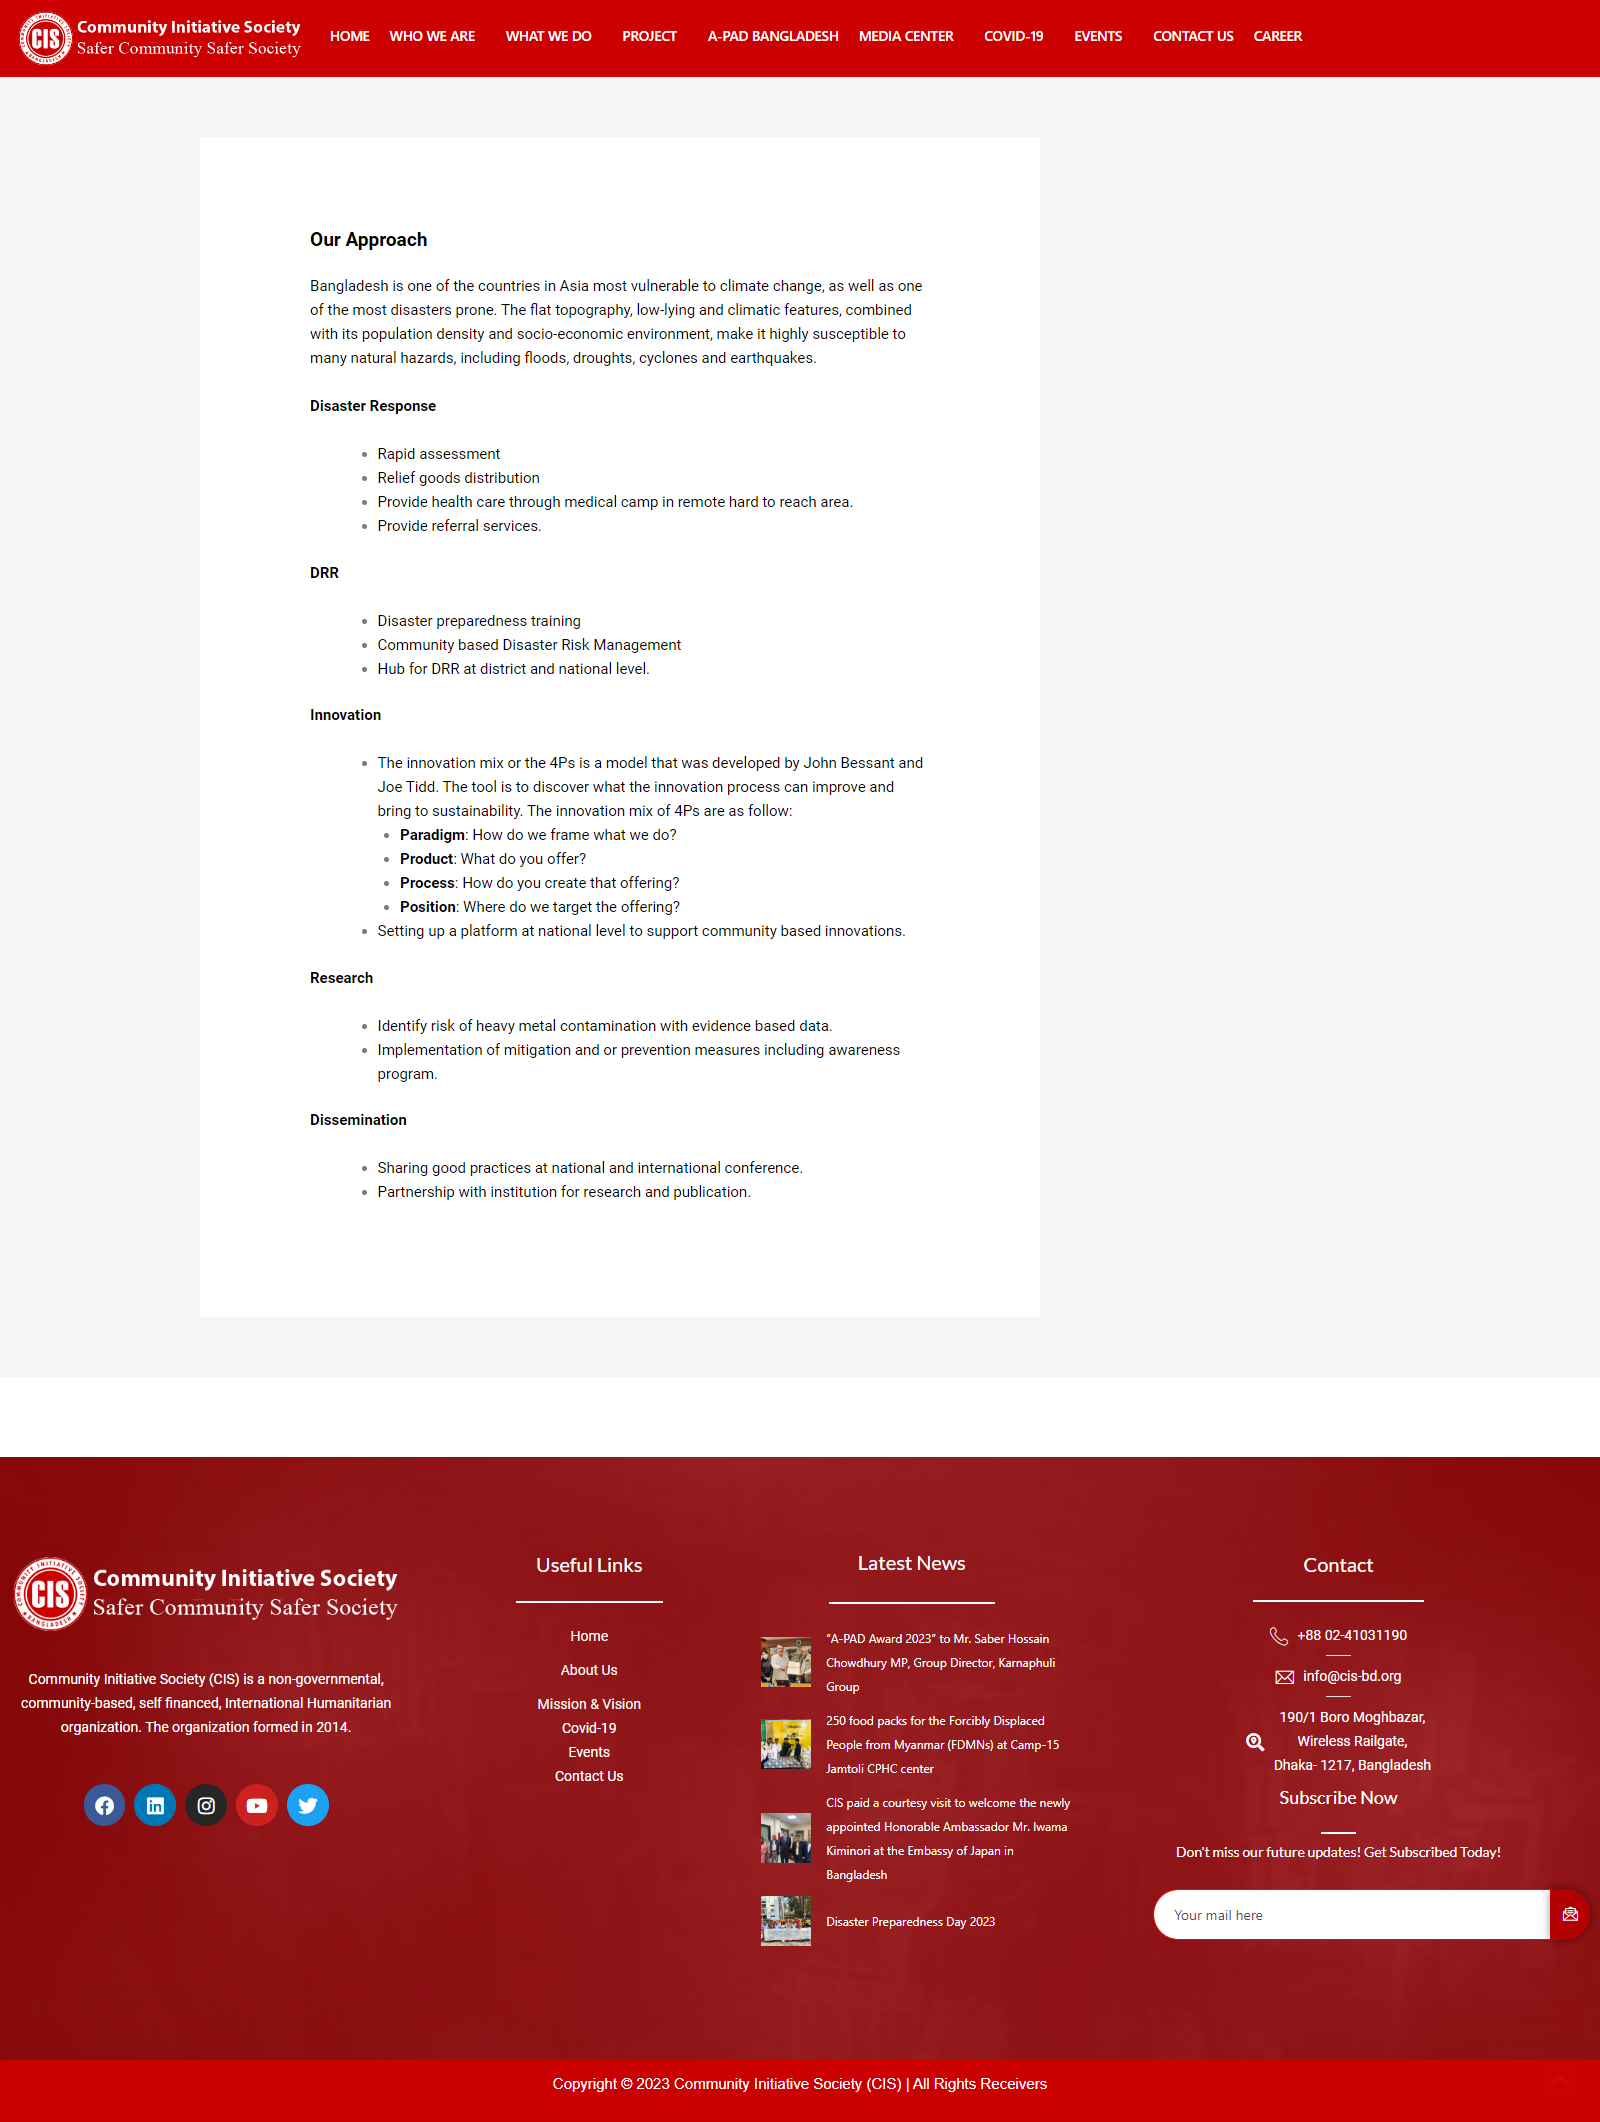 CIS
Community Initiative Society
Safer Community Safer Society
HOME WHO WE ARE WHAT WE DO PROJECT A-PAD BANGLADESH MEDIA CENTER COVID-19 EVENTS CONTACT US CAREER
Our Approach
Bangladesh is one of the countries in Asia most vulnerable to climate change, as well as one
of the most disasters prone. The flat topography, low-lying and climatic features, combined
with its population density and socio-economic environment, make it highly susceptible to
many natural hazards, including floods, droughts, cyclones and earthquakes.
Disaster Response
Rapid assessment
Relief goods distribution
Provide health care through medical camp in remote hard to reach area.
Provide referral services.
DRR
Disaster preparedness training
Community based Disaster Risk Management
Hub for DRR at district and national level.
Innovation
The innovation mix or the 4Ps is a model that was developed by John Bessant and
Joe Tidd. The tool is to discover what the innovation process can improve and
bring to sustainability. The innovation mix of 4Ps are as follow:
Paradigm: How do we frame what we do?
Product: What do you offer?
Process: How do you create that offering?
Position: Where do we target the offering?
Setting up a platform at national level to support community based innovations.
Research
Identify risk of heavy metal contamination with evidence based data.
Implementation of mitigation and or prevention measures including awareness
program.
Dissemination
Sharing good practices at national and international conference.
Partnership with institution for research and publication.
COMMUNITY INITIATIVE SOCIETY
CIS
BANGLADESH
Community Initiative Society
Safer Community Safer Society
Community Initiative Society (CIS) is a non-governmental,
community-based, self financed, International Humanitarian
organization. The organization formed in 2014.
Useful Links
Home
About Us
Mission & Vision
Covid-19
Events
Contact Us
Latest News
“A-PAD Award 2023” to Mr. Saber Hossain
Chowdhury MP, Group Director, Karnaphuli
Group
250 food packs for the Forcibly Displaced
People from Myanmar (FDMNs) at Camp-15
Jamtoli CPHC center
CIS paid a courtesy visit to welcome the newly
appointed Honorable Ambassador Mr. Iwama
Kiminori at the Embassy of Japan in
Bangladesh
Disaster Preparedness Day 2023
Contact
+88 02-41031190
info@cis-bd.org
190/1 Boro Moghbazar,
Wireless Railgate,
Dhaka- 1217, Bangladesh
Subscribe Now
Don't miss our future updates! Get Subscribed Today!
Your mail here
Copyright © 2023 Community Initiative Society (CIS) | All Rights Receivers